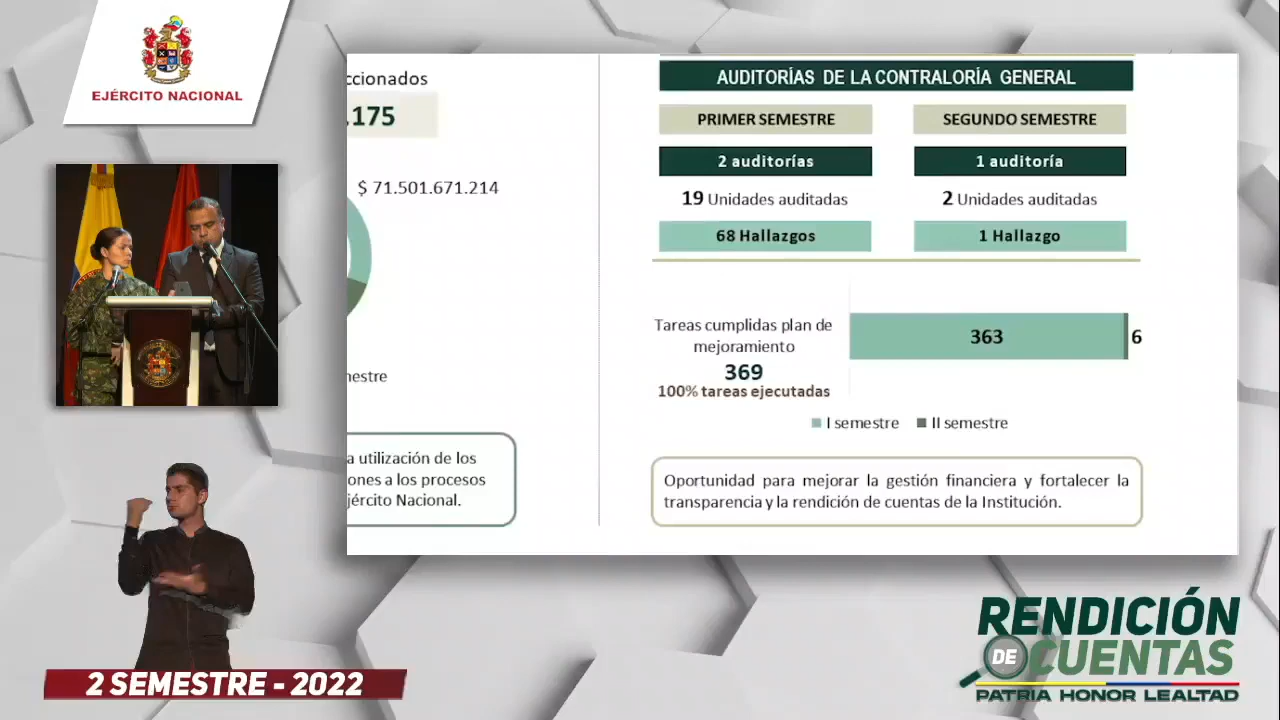 EJÉRCITO NACIONAL
ccionados
.175
$ 71.501.671.214
mestre
a utilización de los
ones a los procesos
jército Nacional.
AUDITORÍAS DE LA CONTRALORÍA GENERAL
PRIMER SEMESTRE
SEGUNDO SEMESTRE
2 auditorías
1 auditoría
19 Unidades auditadas
2 Unidades auditadas
68 Hallazgos
1 Hallazgo
Tareas cumplidas plan de
mejoramiento
369
100% tareas ejecutadas
363
6
I semestre
II semestre
Oportunidad para mejorar la gestión financiera y fortalecer la
transparencia y la rendición de cuentas de la Institución.
2 SEMESTRE - 2022
RENDICIÓN
DE CUENTAS
PATRIA HONOR LEALTAD